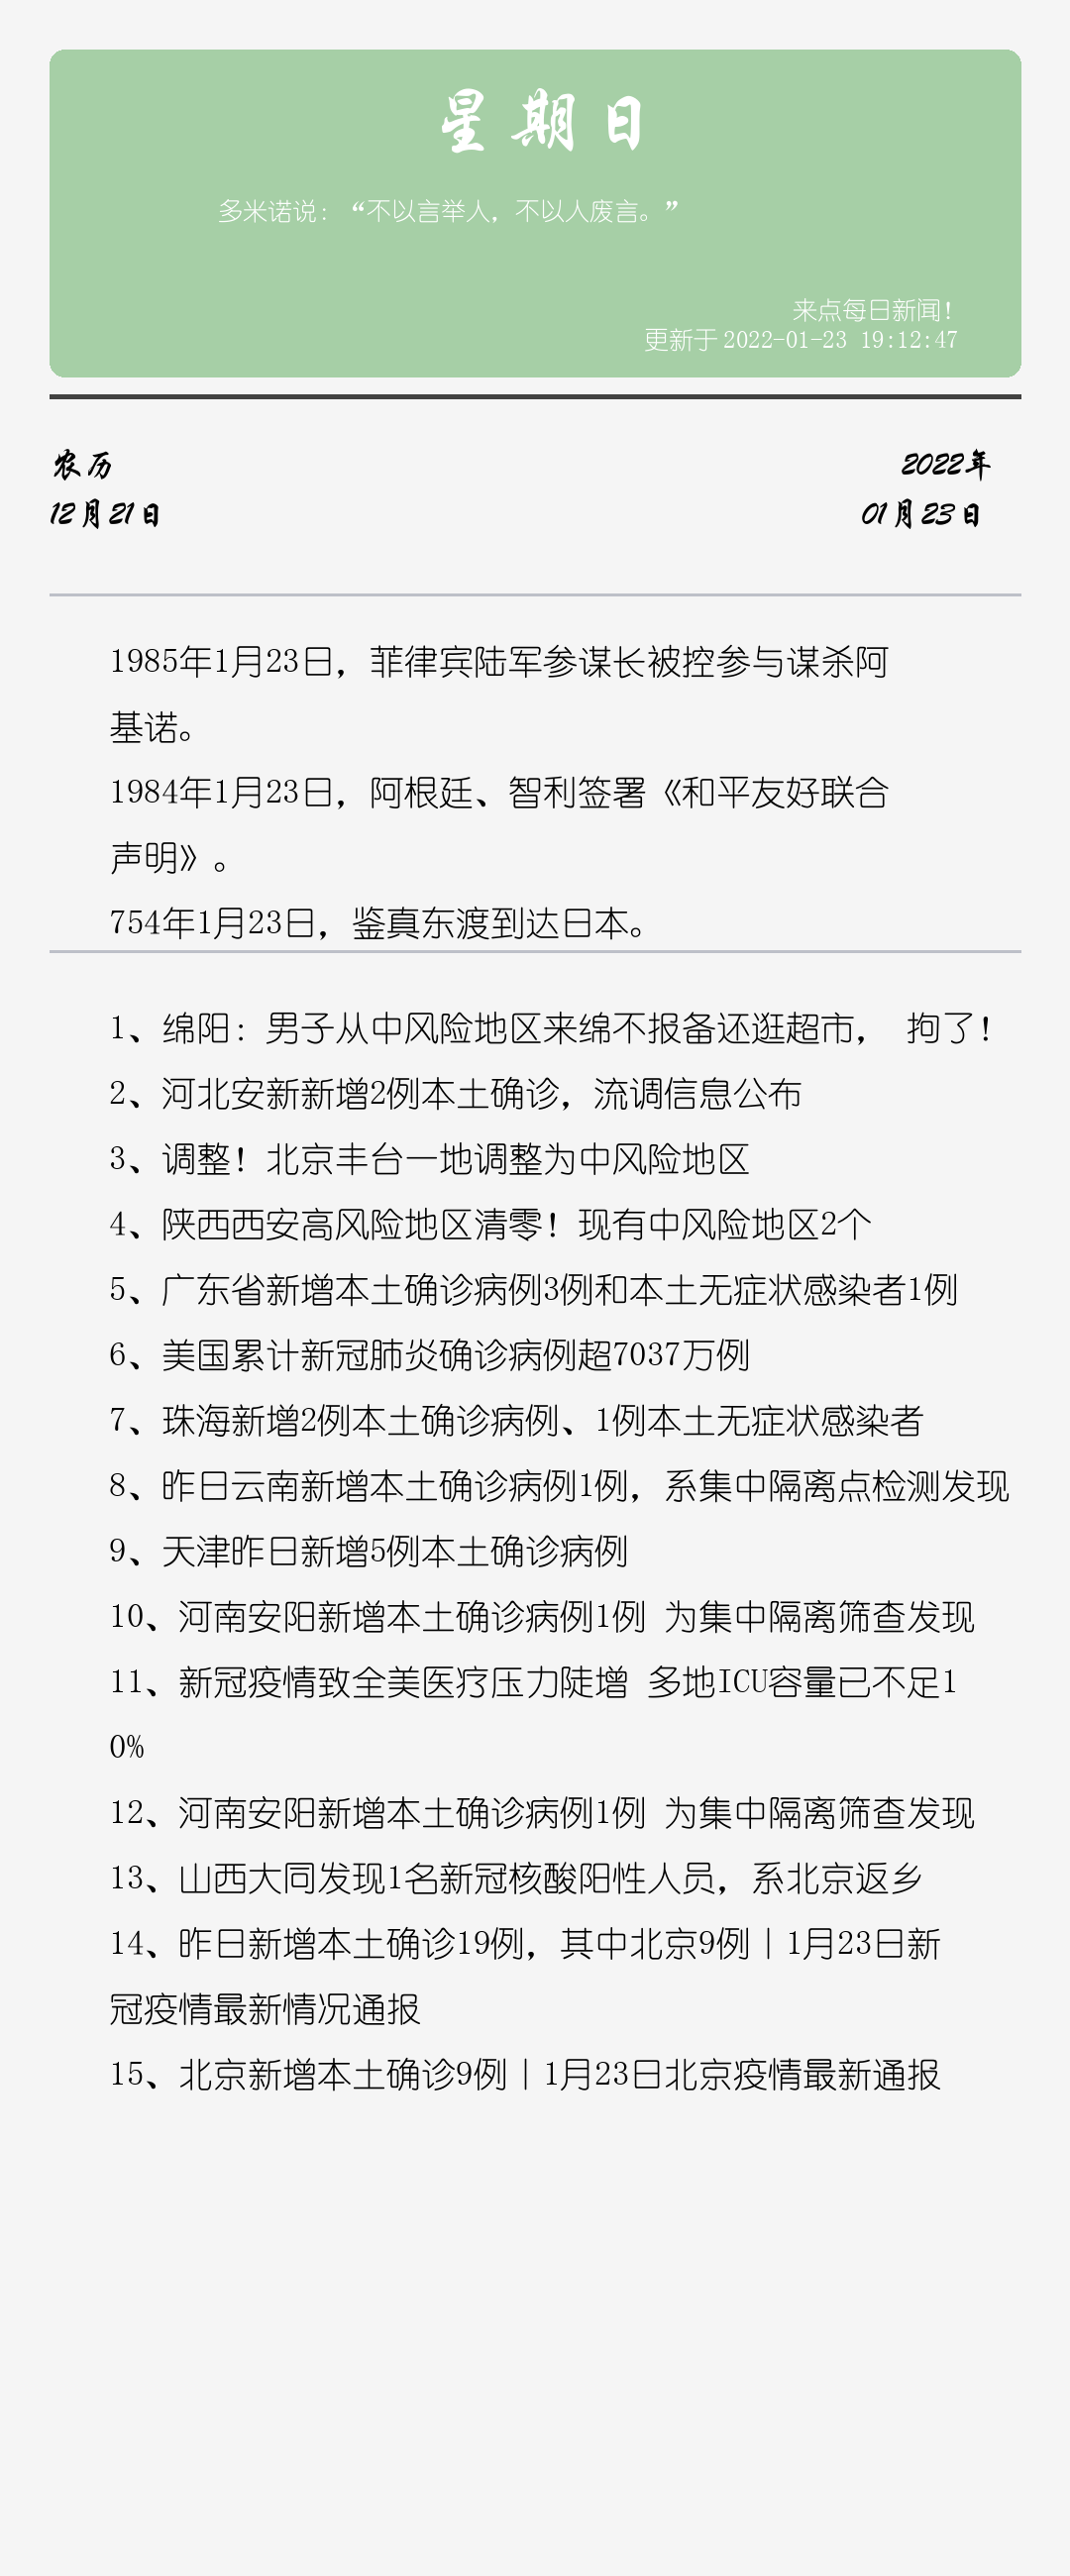 星期日
多米诺说：“不以言举人，不以人废言。”
来点每日新闻！
更新于2022-01-23 19:12:47
农历
2022年
12月21日
01月23日
1985年1月23日，菲律宾陆军参谋长被控参与谋杀阿
基诺。
1984年1月23日，阿根廷、智利签署《和平友好联合
声明》。
754年1月23日，鉴真东渡到达日本。
1、绵阳：男子从中风险地区来绵不报备还逛超市， 拘了！
2、河北安新新增2例本土确诊，流调信息公布
3、调整！北京丰台一地调整为中风险地区
4、陕西西安高风险地区清零！现有中风险地区2个
5、广东省新增本土确诊病例3例和本土无症状感染者1例
6、美国累计新冠肺炎确诊病例超7037万例
7、珠海新增2例本土确诊病例、1例本土无症状感染者
8、昨日云南新增本土确诊病例1例，系集中隔离点检测发现
9、天津昨日新增5例本土确诊病例
10、河南安阳新增本土确诊病例1例 为集中隔离筛查发现
11、新冠疫情致全美医疗压力陡增 多地ICU容量已不足1
0%
12、河南安阳新增本土确诊病例1例 为集中隔离筛查发现
13、山西大同发现1名新冠核酸阳性人员，系北京返乡
14、昨日新增本土确诊19例，其中北京9例丨1月23日新
冠疫情最新情况通报
15、北京新增本土确诊9例丨1月23日北京疫情最新通报